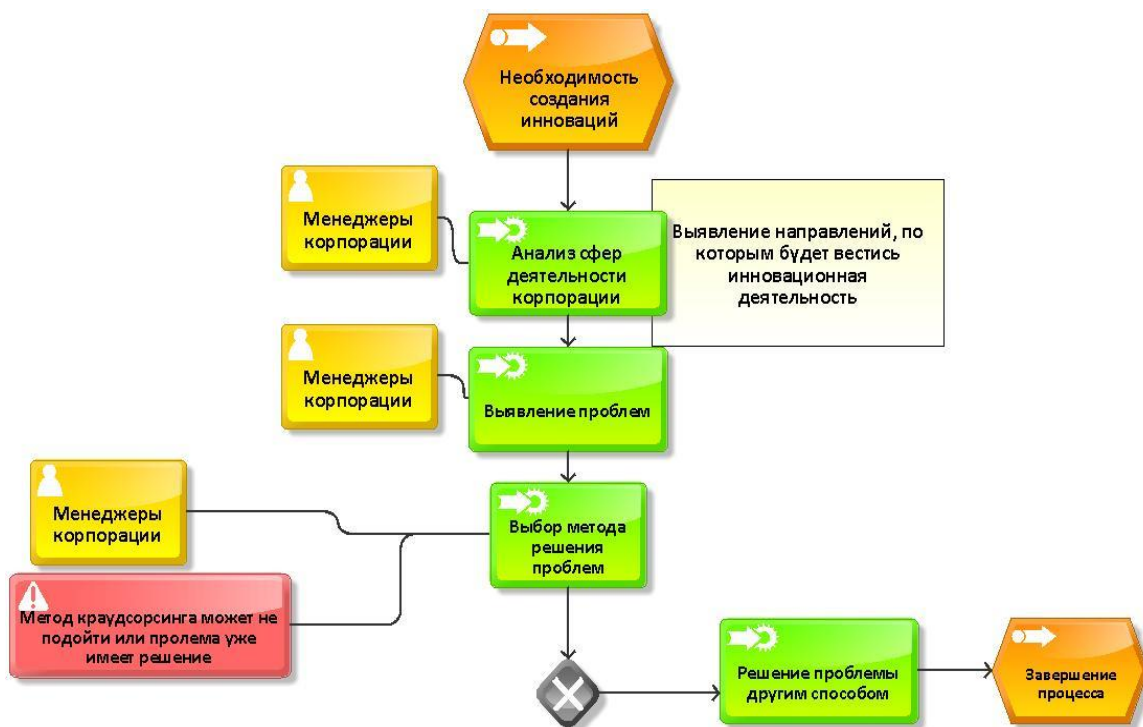 Необходимость
создания
инноваций
Менеджеры
корпорации
Анализ сфер
деятельности
корпорации
Выявление направлений, по
которым будет вестись
инновационная
деятельность
Менеджеры
корпорации
Выявление проблем
Менеджеры
корпорации
Выбор метода
решения
проблем
Метод краудсорсинга может не
подойти или пролема уже
имеет решение
Решение проблемы
другим способом
Завершение
процесса